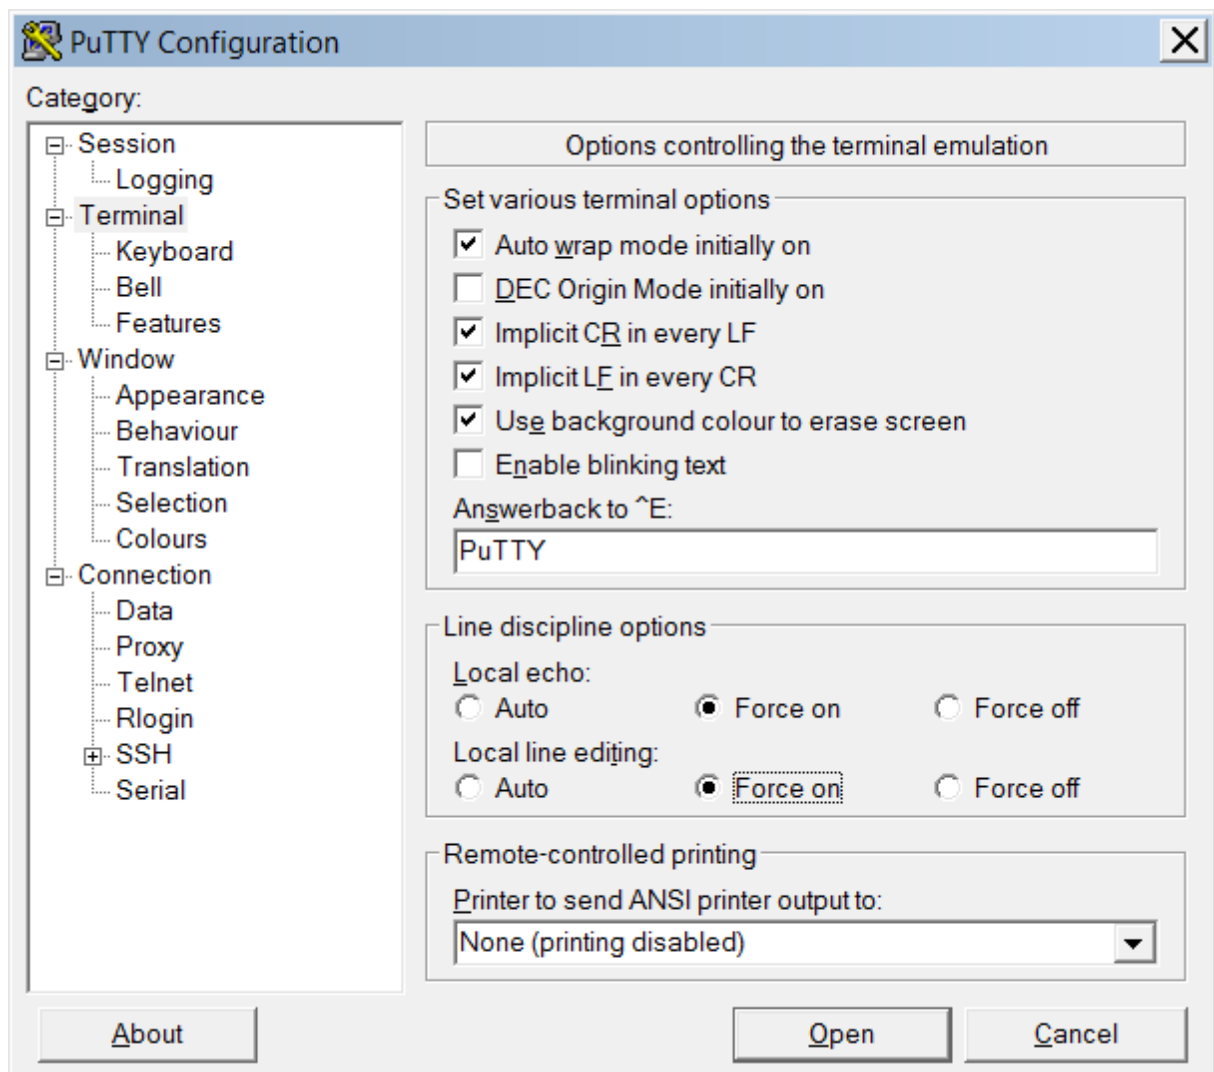 PuTTY Configuration
Category:
Session
Logging
Terminal
Keyboard
Bell
Features
Window
Appearance
Behaviour
Translation
Selection
Colours
Connection
Data
Proxy
Telnet
Rlogin
SSH
Serial
Options controlling the terminal emulation
Set various terminal options
Auto wrap mode initially on
DEC Origin Mode initially on
Implicit CR in every LF
Implicit LF in every CR
Use background colour to erase screen
Enable blinking text
Answerback to ^E:
PuTTY
Line discipline options
Local echo:
Auto Force on Force off
Local line editing:
Auto Force on Force off
Remote-controlled printing
Printer to send ANSI printer output to:
None (printing disabled)
About Open Cancel